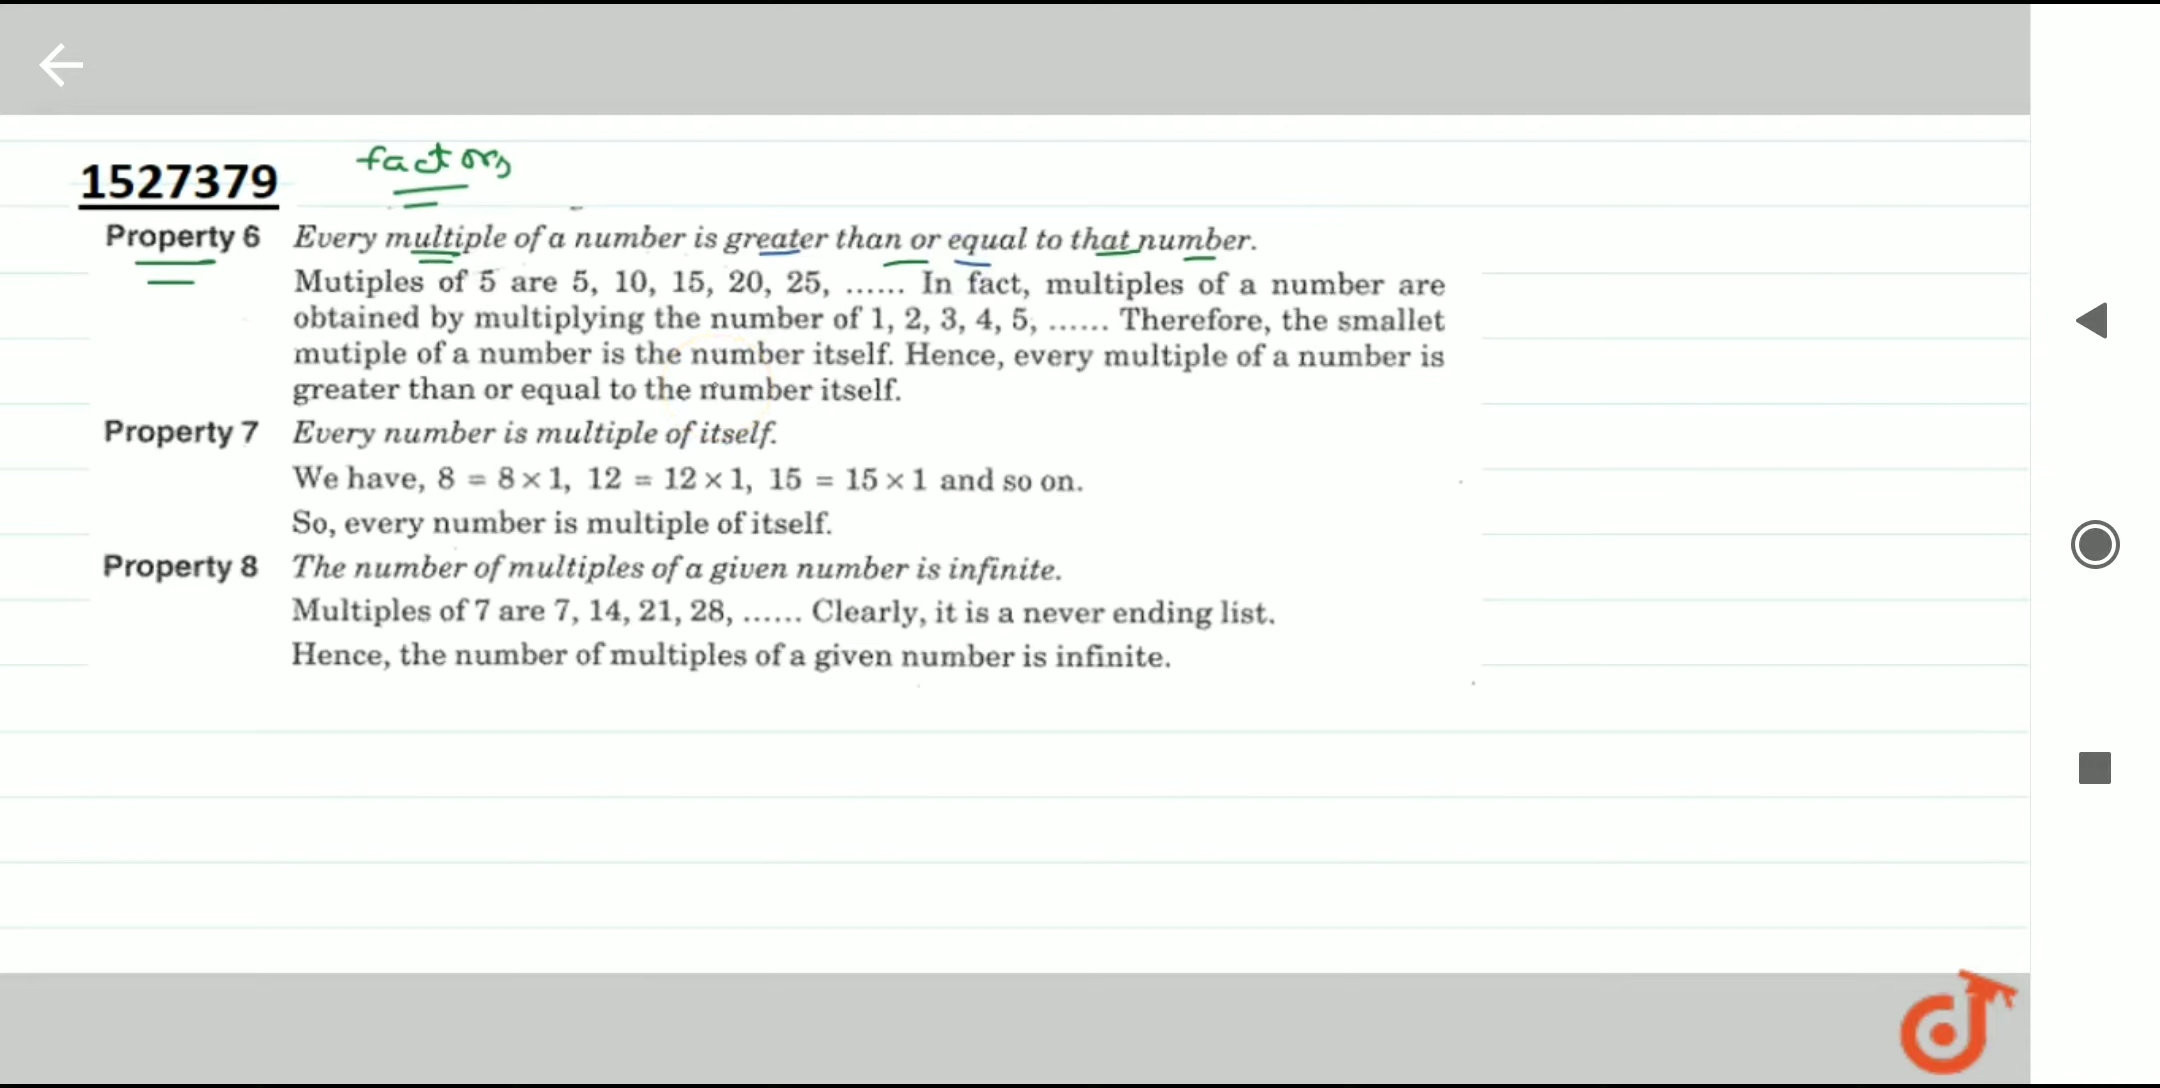 factors
1527379
Property 6 Every multiple of a number is greater than or equal to that number.
Mutiples of 5 are 5, 10, 15, 20, 25, ...... In fact, multiples of a number are
obtained by multiplying the number of 1, 2, 3, 4, 5, ...... Therefore, the smallet
mutiple of a number is the number itself. Hence, every multiple of a number is
greater than or equal to the number itself.
Property 7 Every number is multiple of itself.
We have, 8 = 8 × 1, 12 = 12 × 1, 15 = 15 × 1 and so on.
So, every number is multiple of itself.
Property 8 The number of multiples of a given number is infinite.
Multiples of 7 are 7, 14, 21, 28, ...... Clearly, it is a never ending list.
Hence, the number of multiples of a given number is infinite.